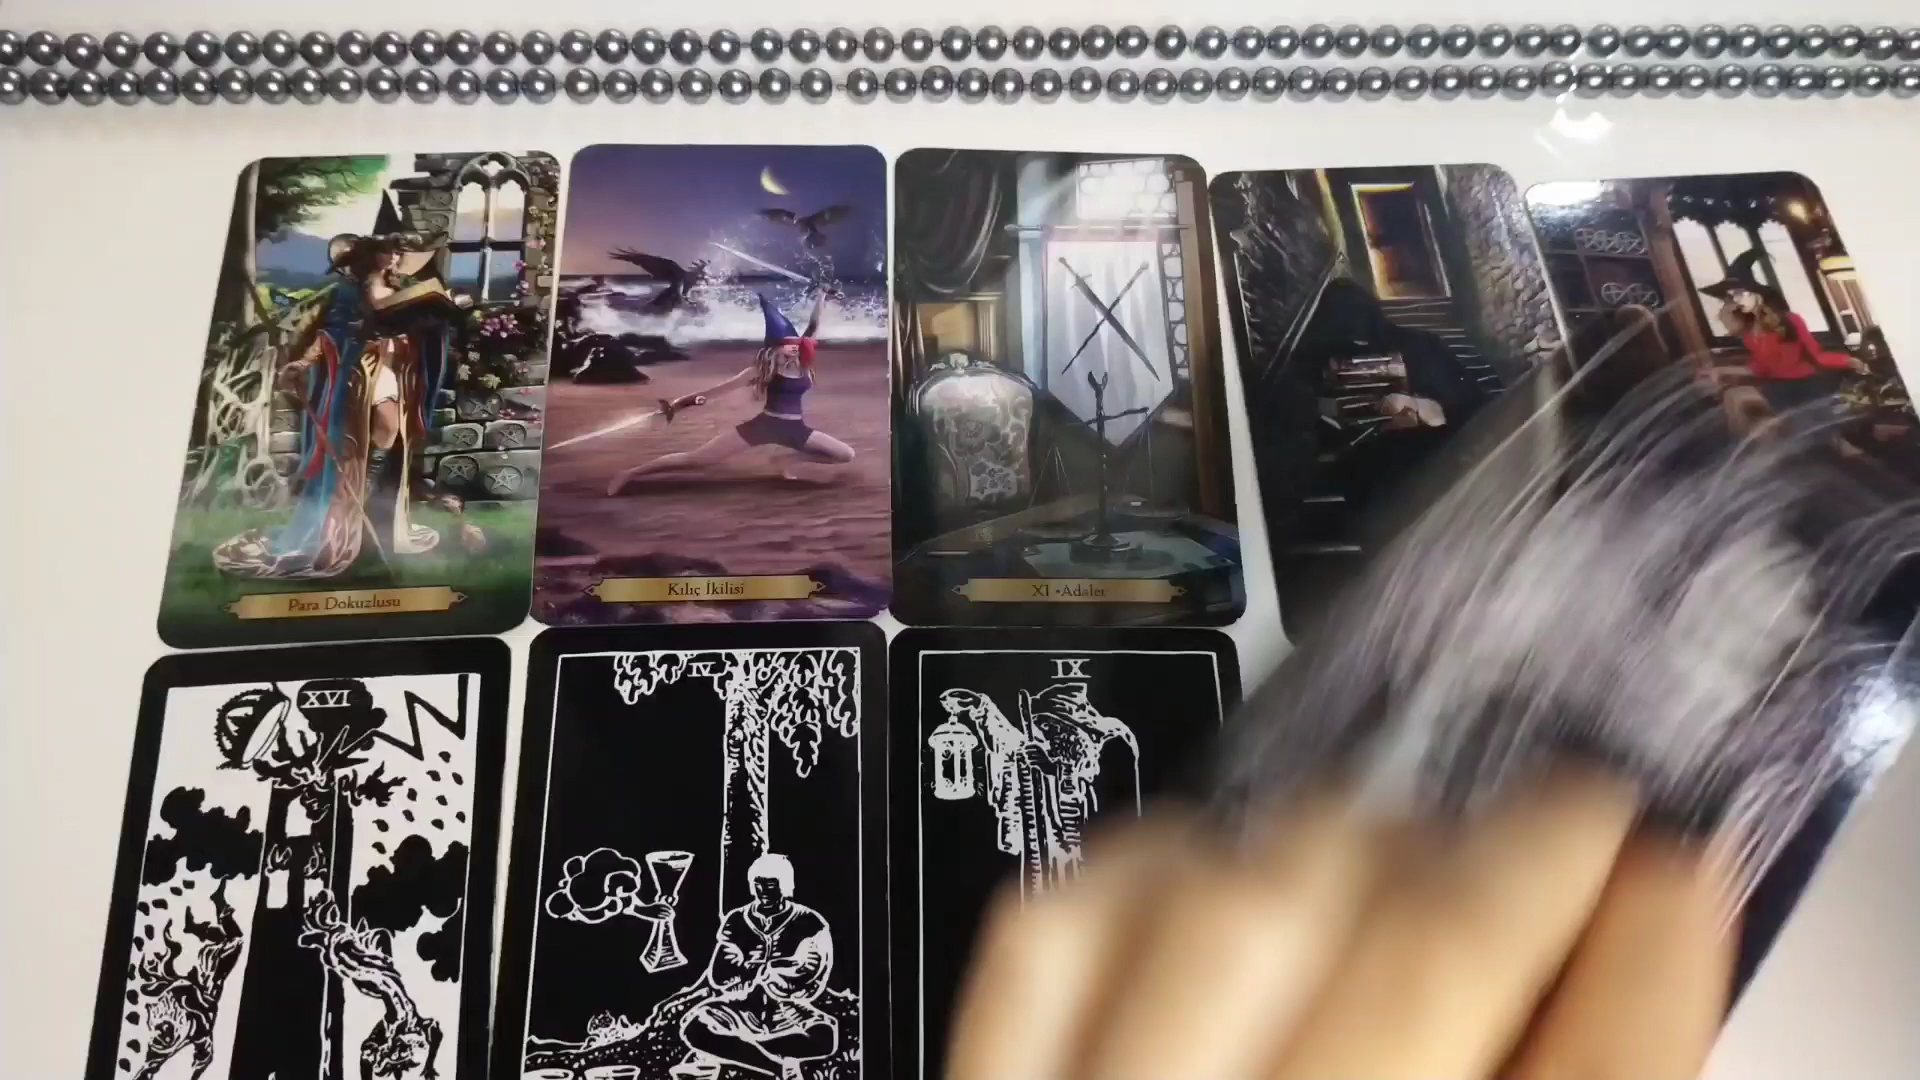 Para Dokuzlusu
Kılıç İkilisi
XI • Adalet
XVI
IV
IX